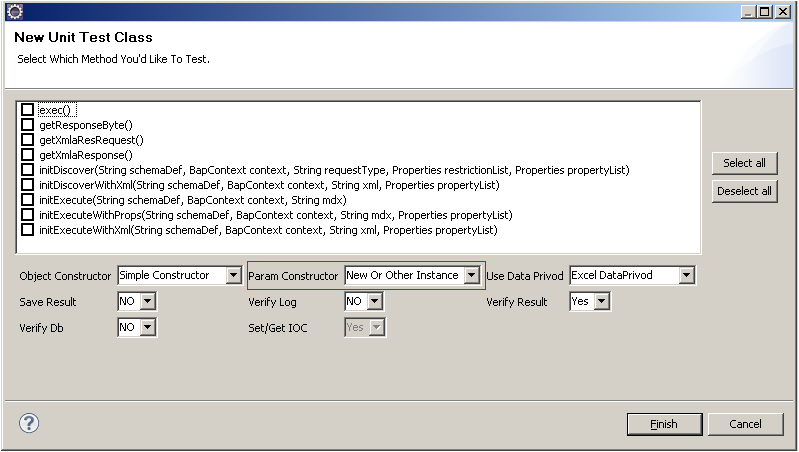 New Unit Test Class
Select Which Method You'd Like To Test.
exec()
getResponseByte()
getXmlaResRequest()
getXmlaResponse()
initDiscover(String schemaDef, BapContext context, String requestType, Properties restrictionList, Properties propertyList)
initDiscoverWithXml(String schemaDef, BapContext context, String xml, Properties propertyList)
initExecute(String schemaDef, BapContext context, String mdx)
initExecuteWithProps(String schemaDef, BapContext context, String mdx, Properties propertyList)
initExecuteWithXml(String schemaDef, BapContext context, String xml, Properties propertyList)
Select all
Deselect all
Object Constructor Simple Constructor Param Constructor New Or Other Instance Use Data Privod Excel DataPrivod
Save Result NO Verify Log NO Verify Result Yes
Verify Db NO Set/Get IOC Yes
?
Finish Cancel